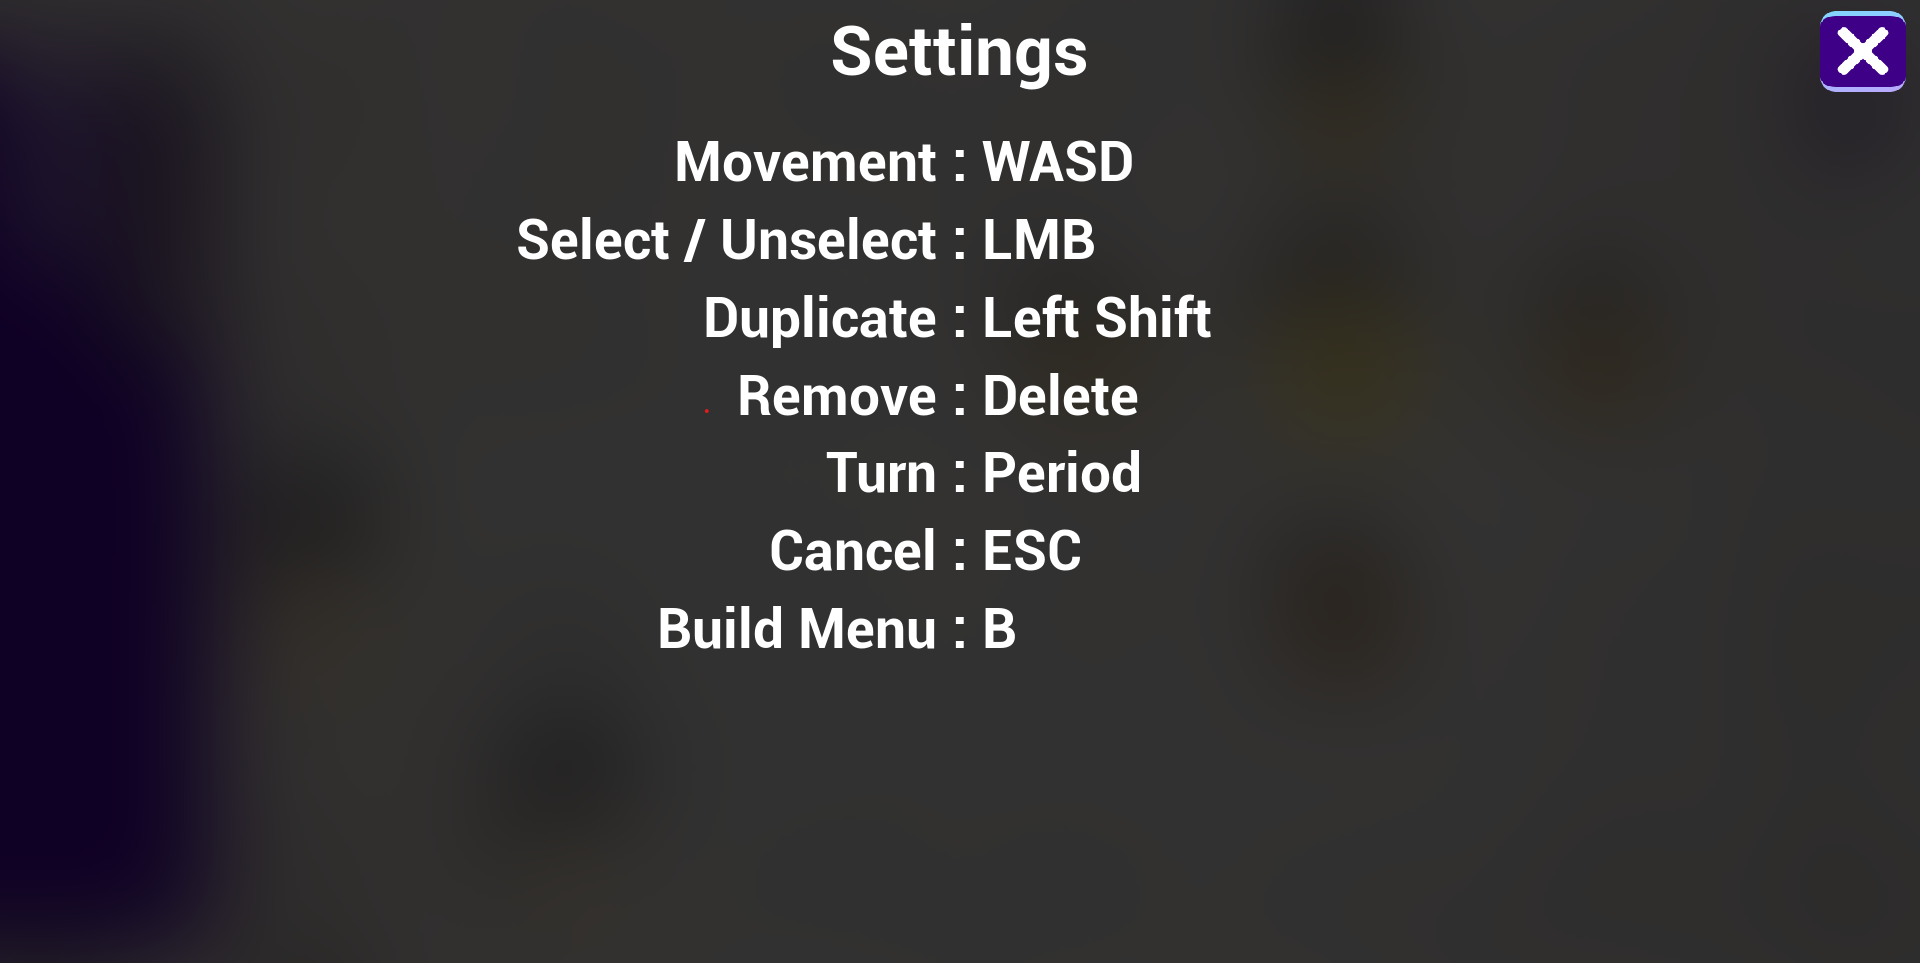 Settings
Movement : WASD
Select / Unselect : LMB
Duplicate : Left Shift
Remove : Delete
Turn : Period
Cancel : ESC
Build Menu : B